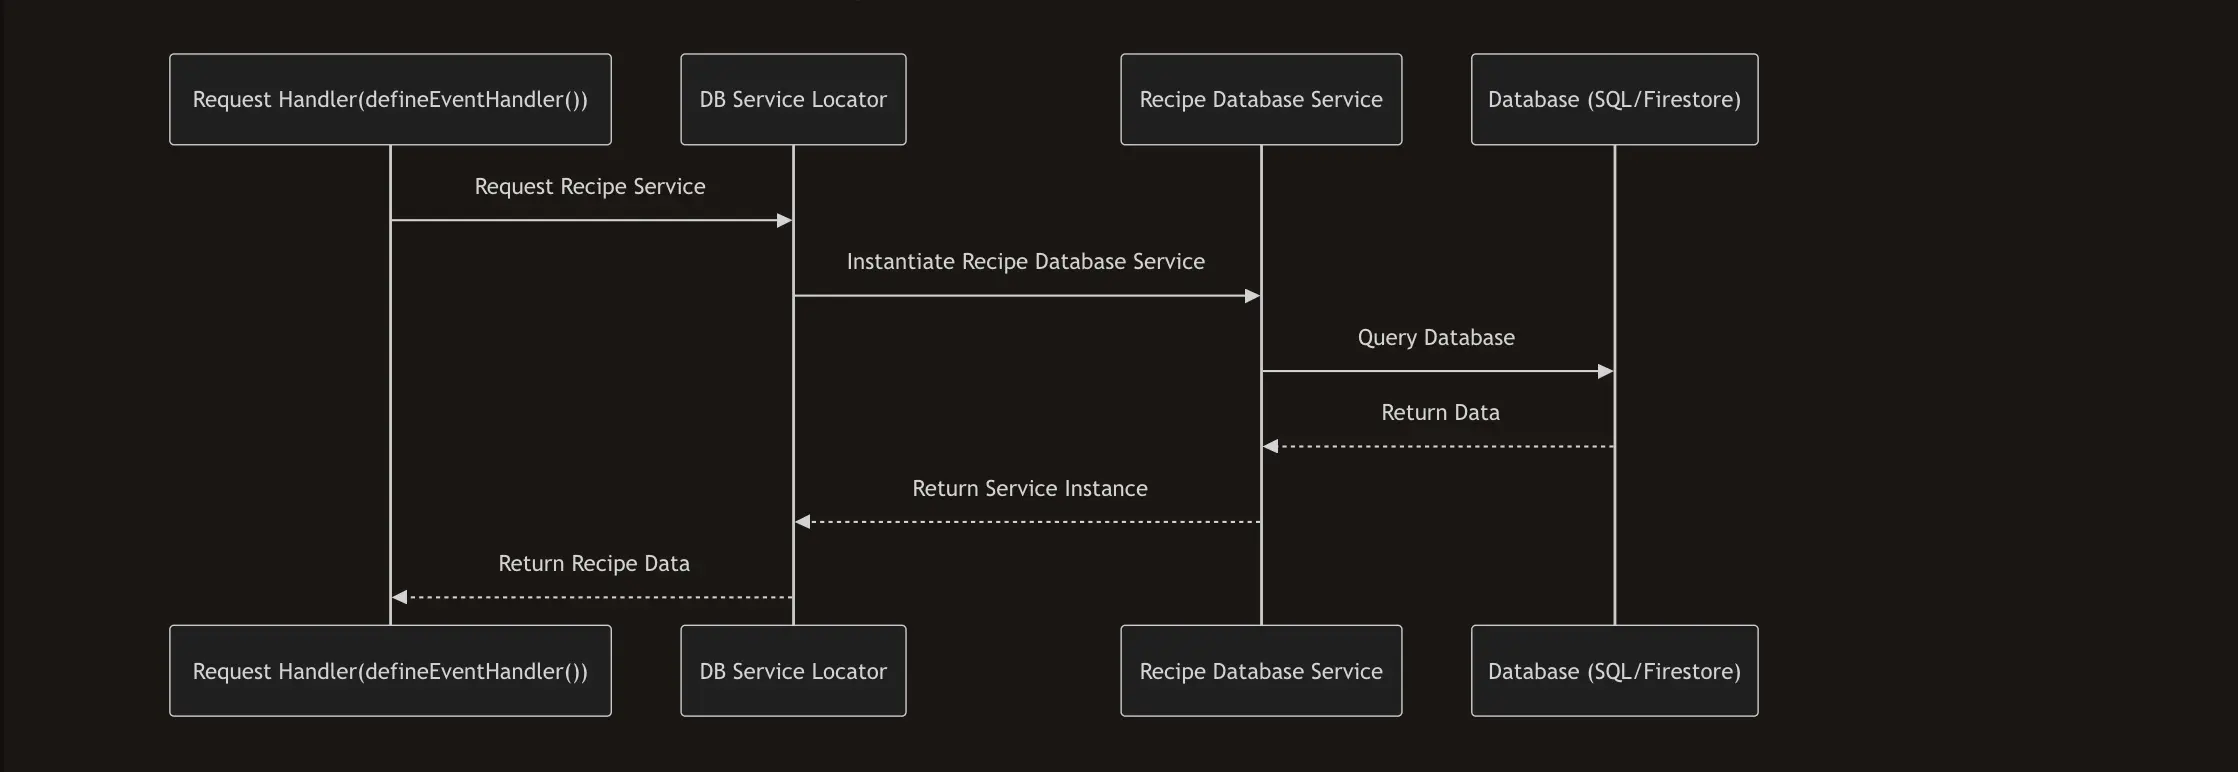 Request Handler(defineEventHandler())
DB Service Locator
Recipe Database Service
Database (SQL/Firestore)
Request Recipe Service
Instantiate Recipe Database Service
Query Database
Return Data
Return Service Instance
Return Recipe Data
Request Handler(defineEventHandler())
DB Service Locator
Recipe Database Service
Database (SQL/Firestore)